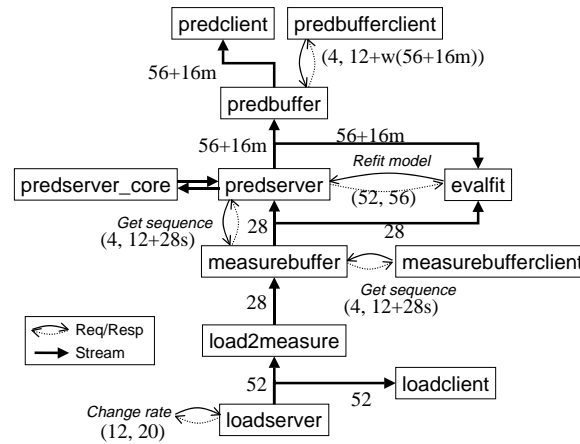 predclient
predbufferclient
56+16m
(4, 12+w(56+16m))
predbuffer
56+16m
56+16m
Refit model
predserver_core
predserver
evalfit
(52, 56)
Get sequence
(4, 12+28s)
28
28
measurebuffer
measurebufferclient
Get sequence
(4, 12+28s)
28
Req/Resp
Stream
load2measure
52
52
loadclient
Change rate
(12, 20)
loadserver